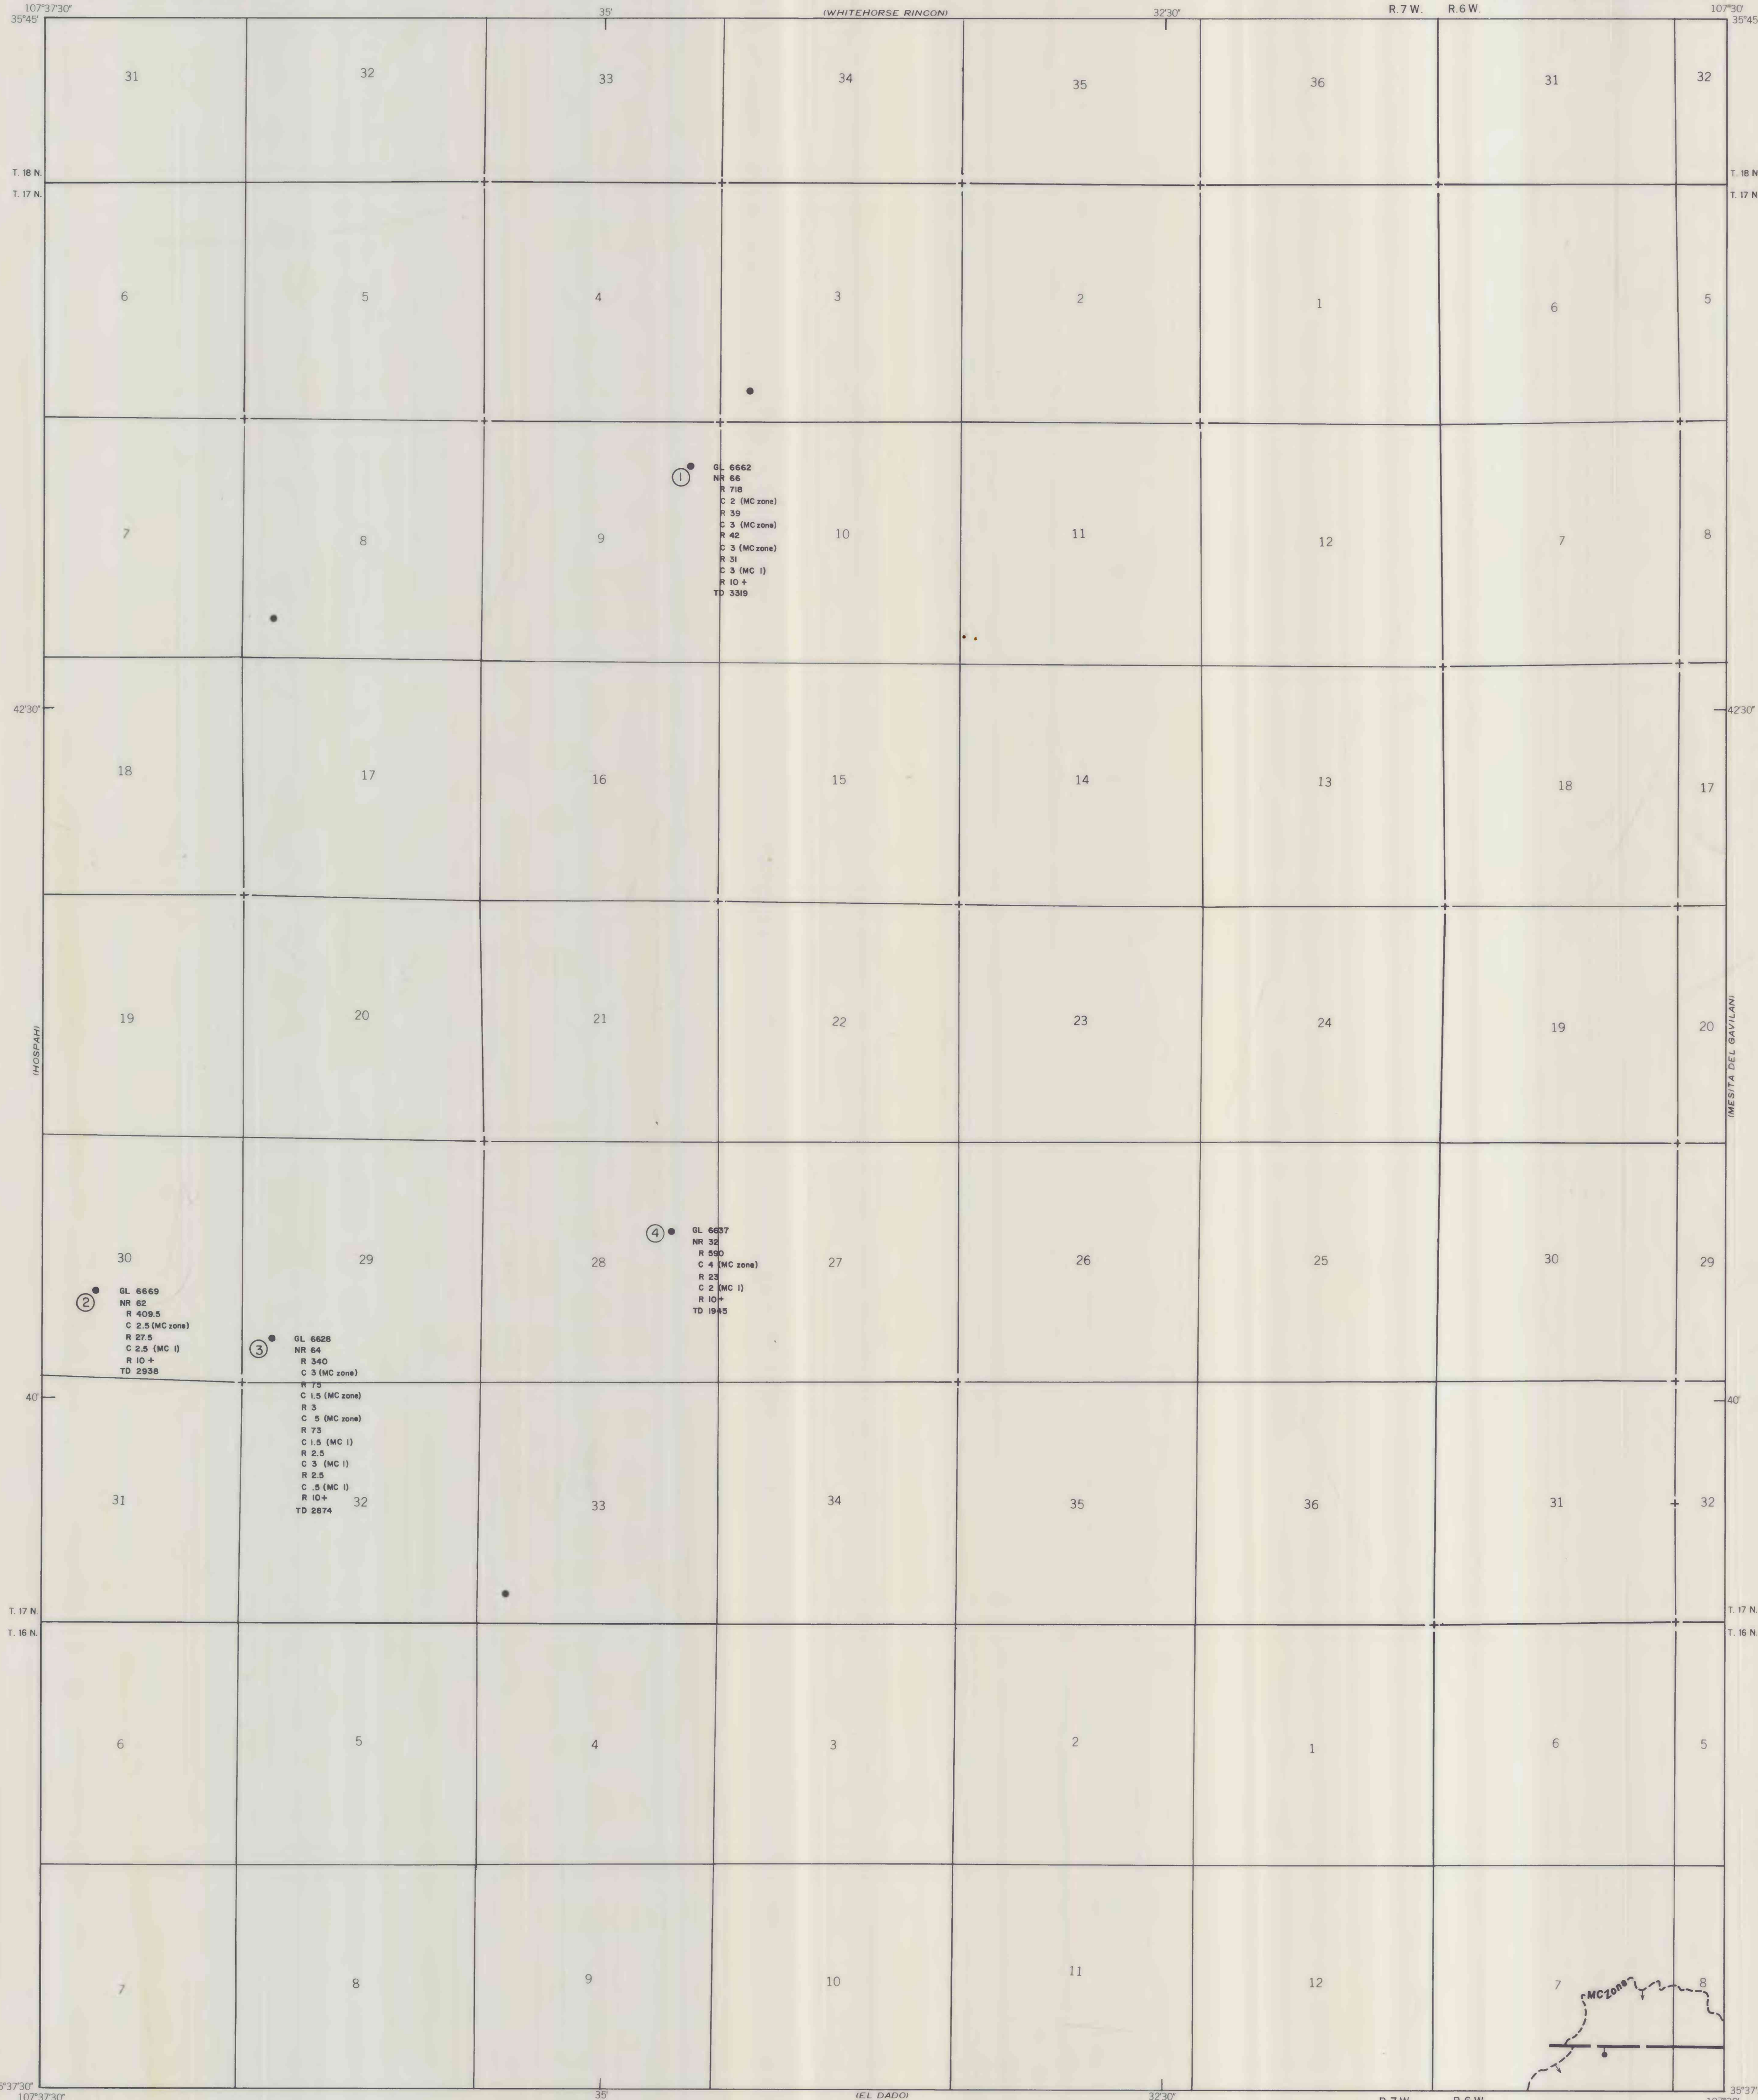 107°37'30" 35' (WHITEHORSE RINCON) 32'30" R. 7 W. R. 6 W. 107°30'
35°45' 35°45'
31 32 33 34 35 36 31 32
T. 18 N. T. 18 N
T. 17 N. T. 17 N
6 5 4 3 2 1 6 5
1
GL 6662
NR 66
R 718
C 2 (MC zone)
R 39
C 3 (MC zone)
R 42
C 3 (MC zone)
R 31
C 3 (MC 1)
R 10 +
TD 3319
7 8 9 10 11 12 7 8
42'30" 42'30"
18 17 16 15 14 13 18 17
19 20 21 22 23 24 19 20
(HOSPAH)
(MESITA DEL GAVILAN)
30 29 28 27 26 25 30 29
4
GL 6637
NR 32
R 590
C 4 (MC zone)
R 23
C 2 (MC 1)
R 10+
TD 1945
2
GL 6669
NR 62
R 409.5
C 2.5 (MC zone)
R 27.5
C 2.5 (MC 1)
R 10 +
TD 2938
3
GL 6628
NR 64
R 340
C 3 (MC zone)
R 75
C 1.5 (MC zone)
R 3
C .5 (MC zone)
R 73
C 1.5 (MC 1)
R 2.5
C 3 (MC 1)
R 2.5
C .5 (MC 1)
R 10+
TD 2874
40' 40'
31 32 33 34 35 36 31 32
T. 17 N. T. 17 N.
T. 16 N. T. 16 N.
6 5 4 3 2 1 6 5
7 8 9 10 11 12 7 8
MC zone
35' (EL DADO) 32'30"
107°37'30"